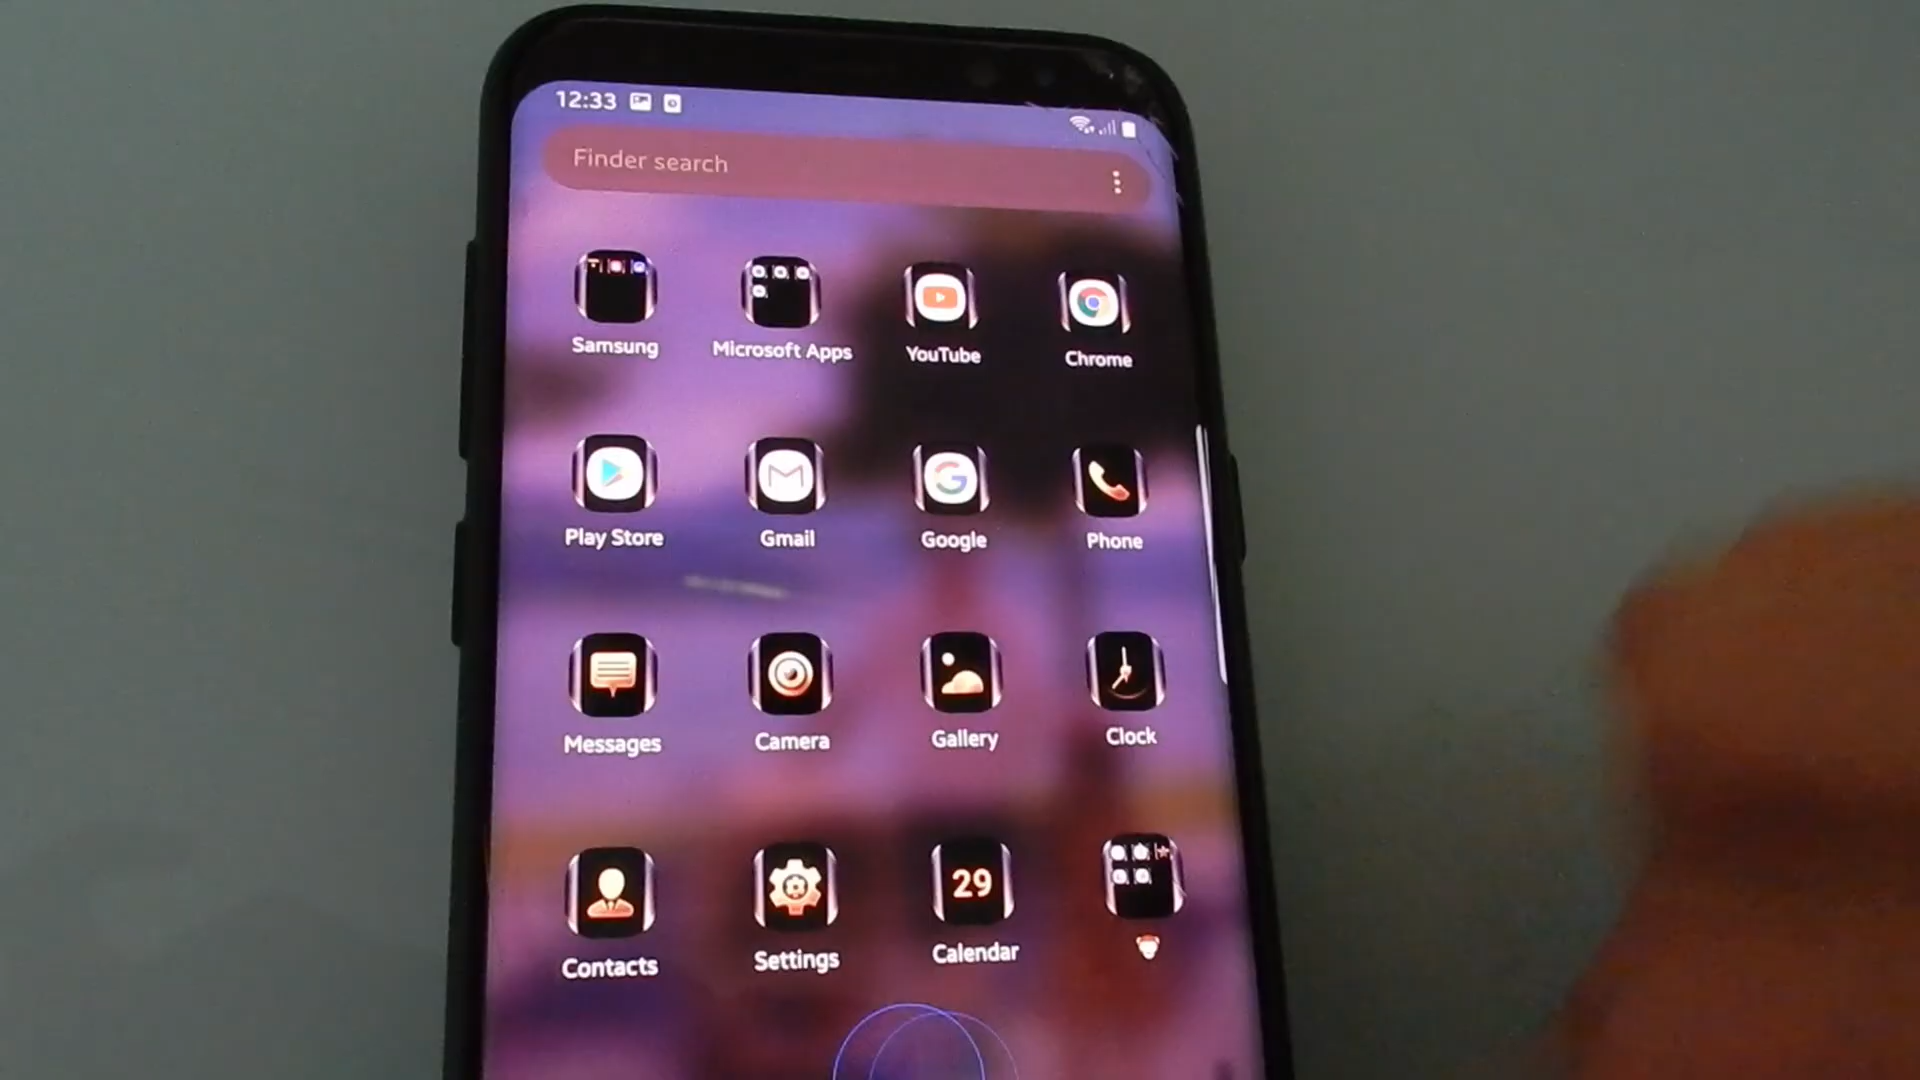 12:33
Finder search
Samsung
Microsoft Apps
YouTube
Chrome
Play Store
Gmail
Google
Phone
Messages
Camera
Gallery
Clock
29
Contacts
Settings
Calendar